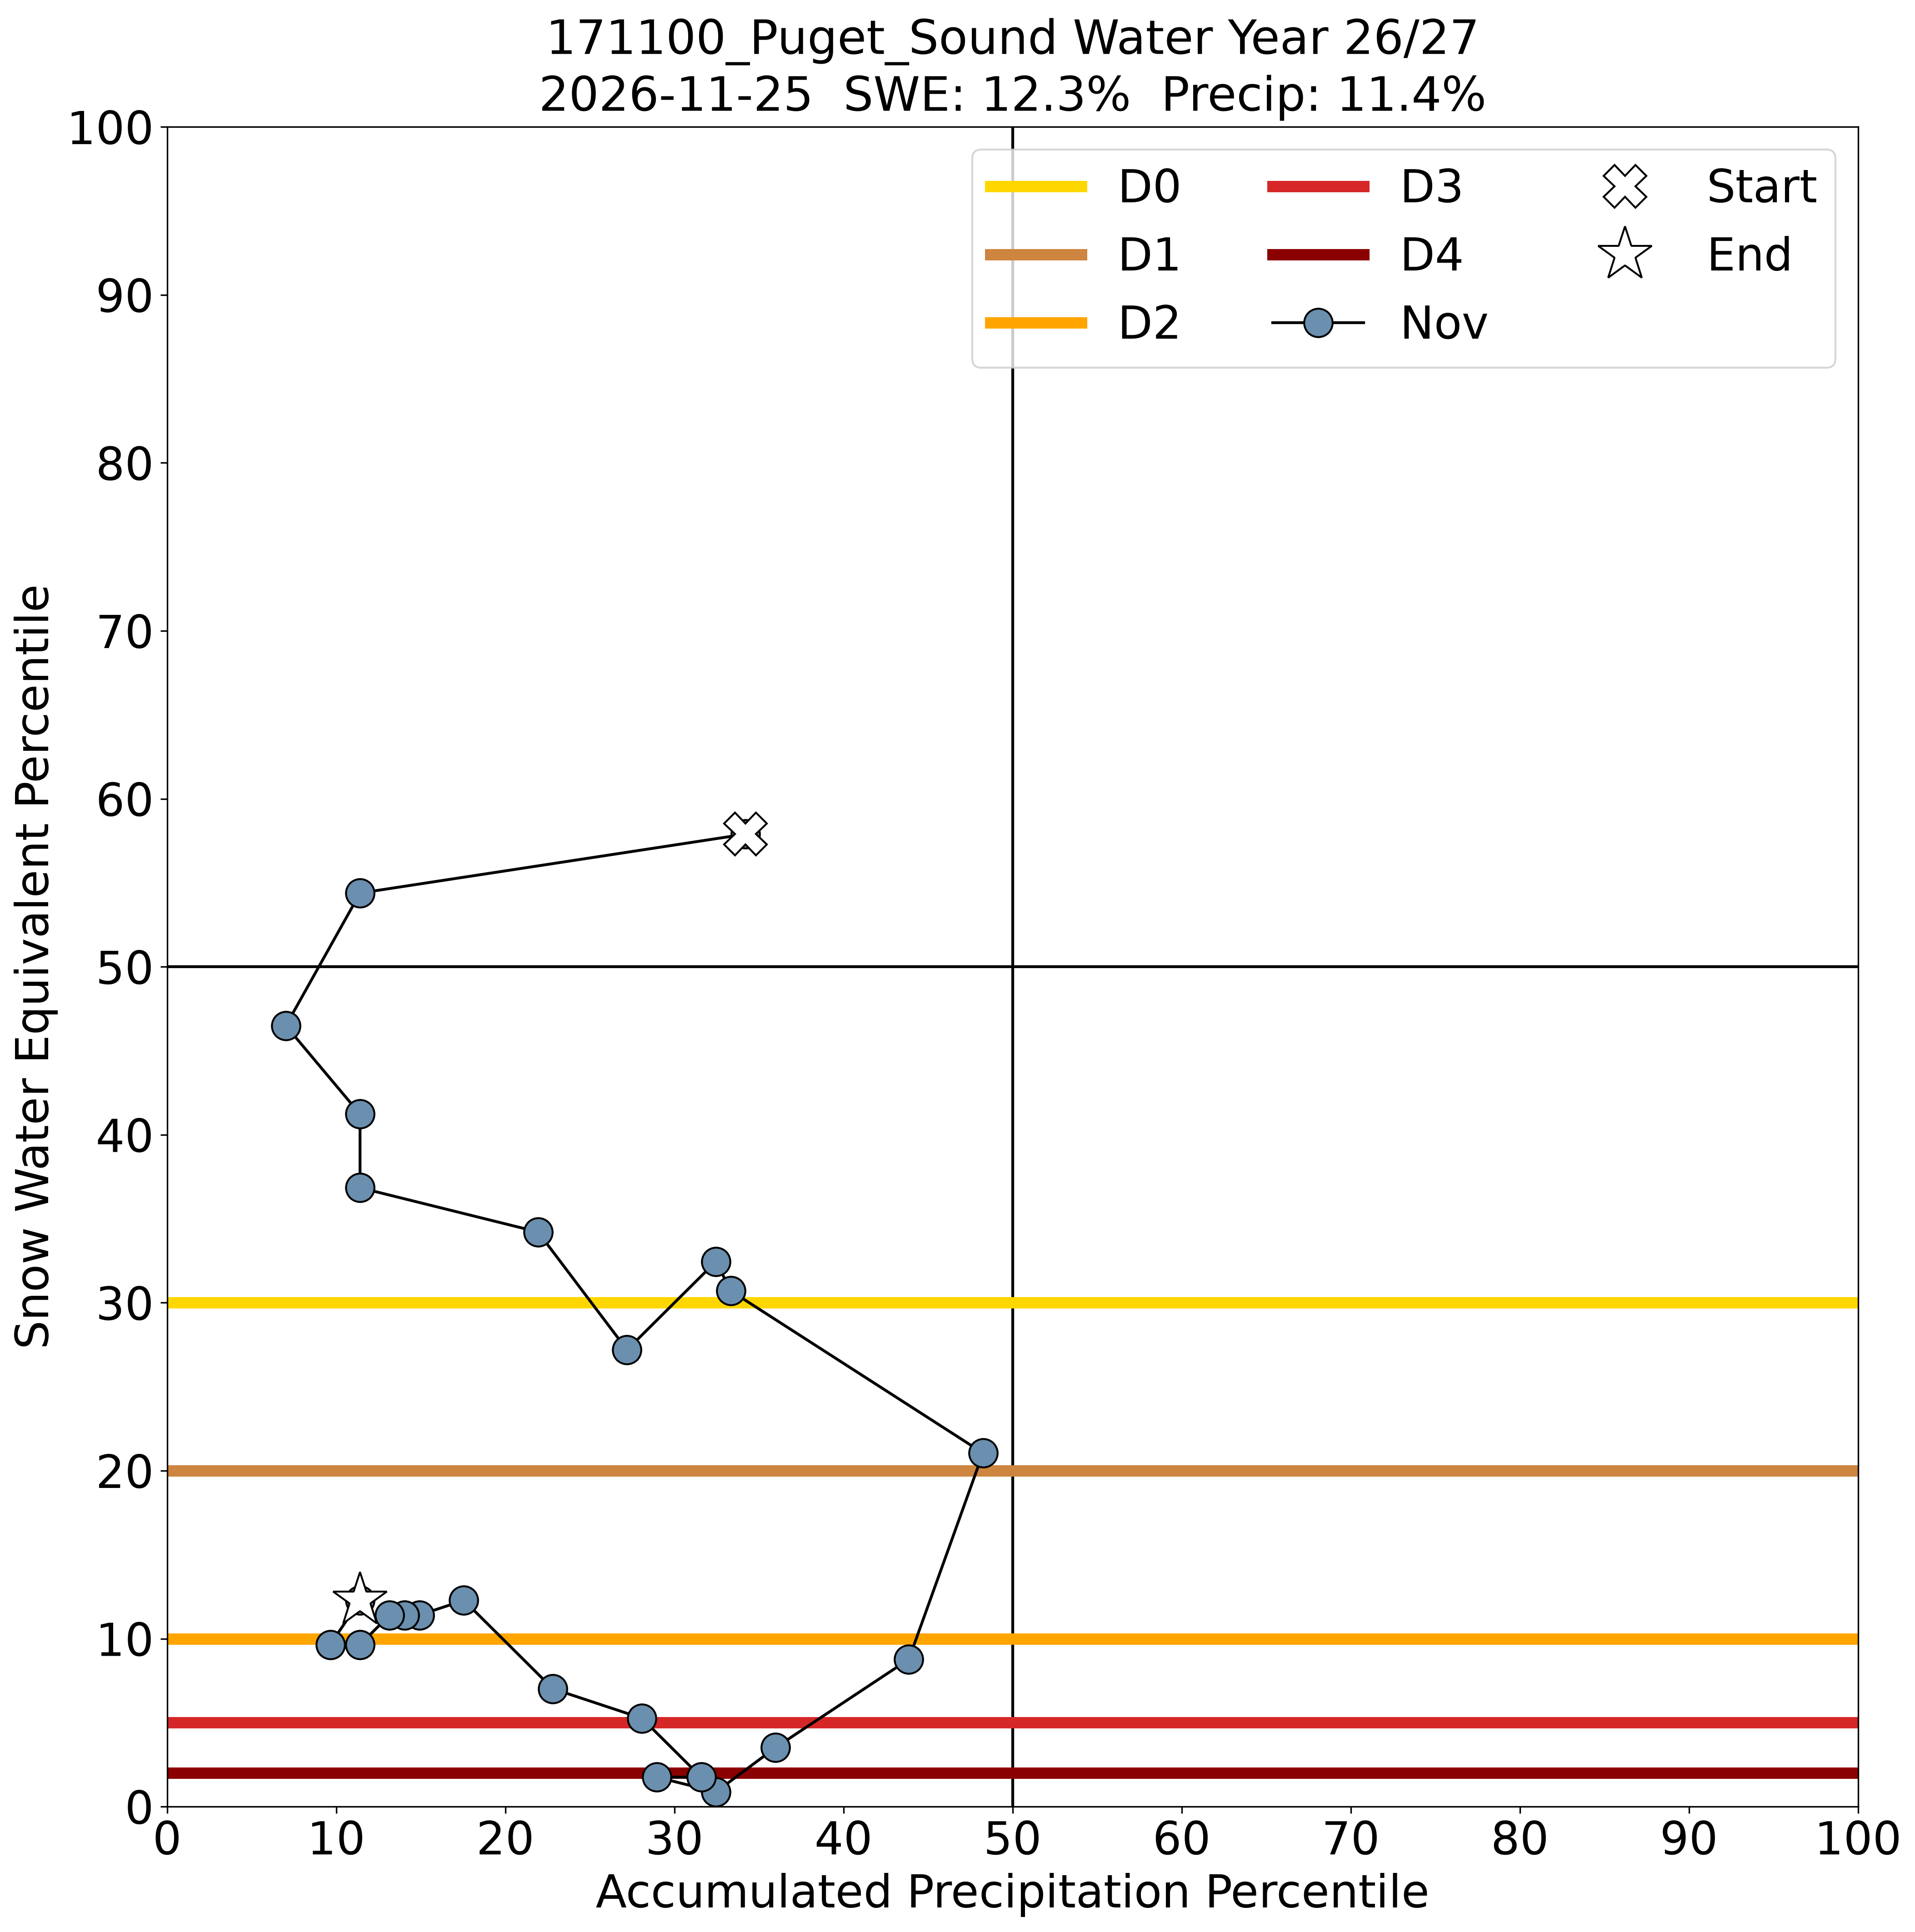 171100_Puget_Sound Water Year 26/27
2026-11-25  SWE: 12.3%  Precip: 11.4%
D0
D1
D2
D3
D4
Nov
Start
End
Snow Water Equivalent Percentile
100
90
80
70
60
50
40
30
20
10
0
0 10 20 30 40 50 60 70 80 90 100
Accumulated Precipitation Percentile